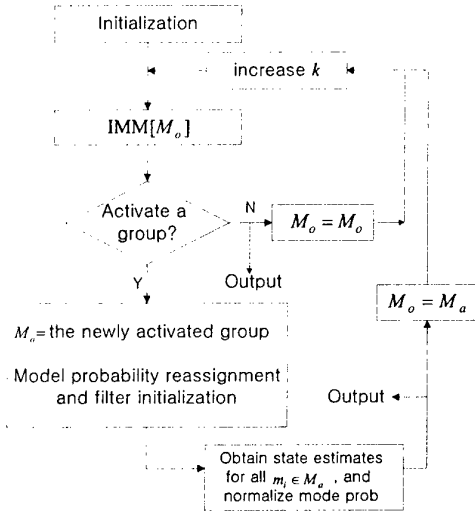 Initialization
increase k
IMM[M_o]
Activate a
group?
N
M_o = M_o
Y
Output
M_o = M_a
M_a = the newly activated group
Model probability reassignment
and filter initialization
Output
Obtain state estimates
for all m_i ∈ M_a , and
normalize mode prob